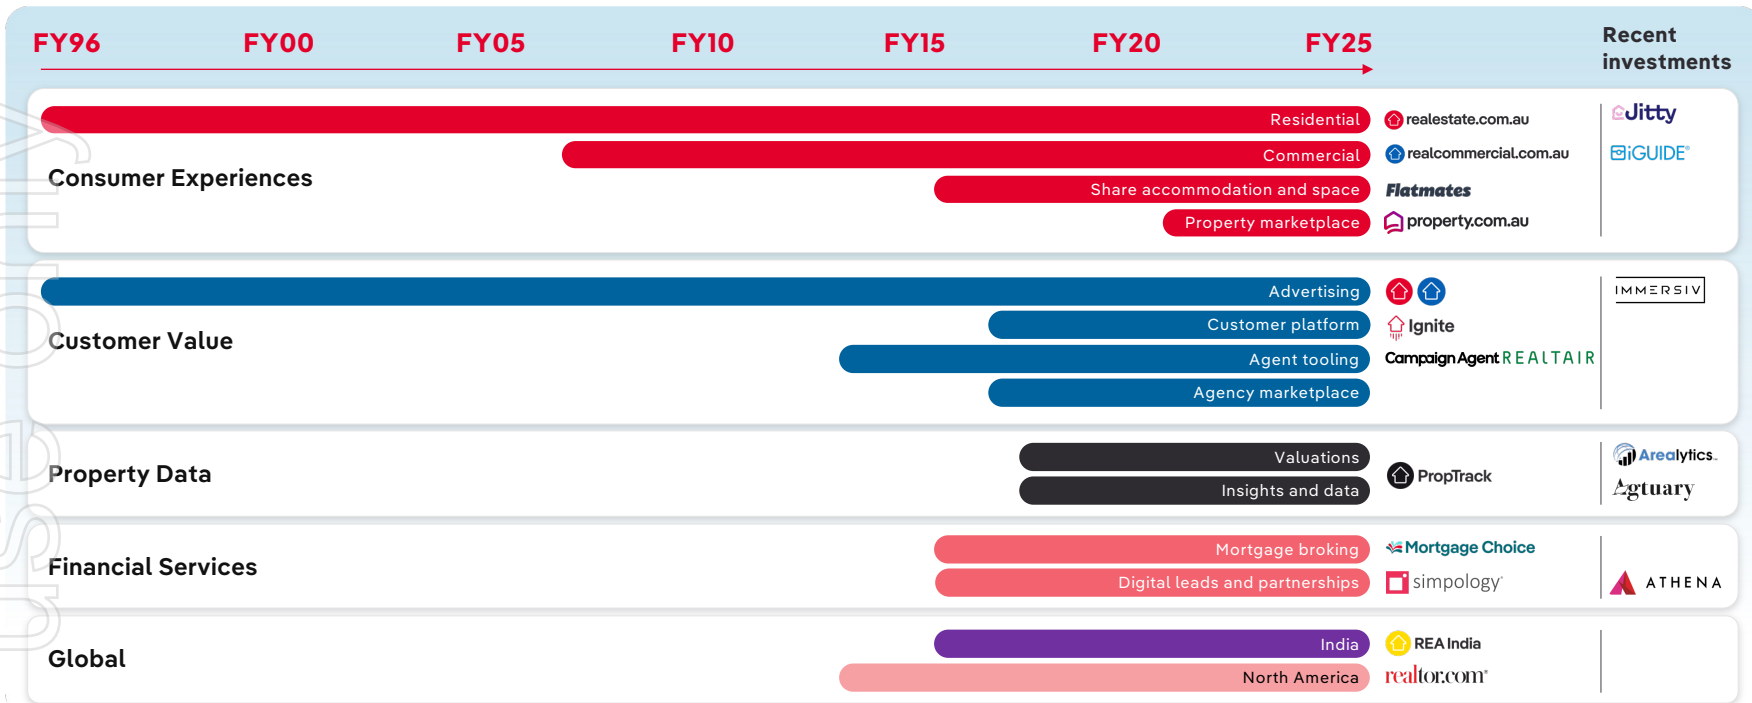 FY96 FY00 FY05 FY10 FY15 FY20 FY25
Recent
investments
Consumer Experiences
Residential
realestate.com.au
Jitty
Commercial
realcommercial.com.au
iGUIDE®
Share accommodation and space
Flatmates
Property marketplace
property.com.au
Customer Value
Advertising
IMMERSIV
Customer platform
Ignite
Agent tooling
CampaignAgent REALTAIR
Agency marketplace
Property Data
Valuations
Insights and data
PropTrack
Arealytics
Agtuary
Financial Services
Mortgage broking
Mortgage Choice
Digital leads and partnerships
simpology
ATHENA
Global
India
REA India
North America
realtor.com®
use only